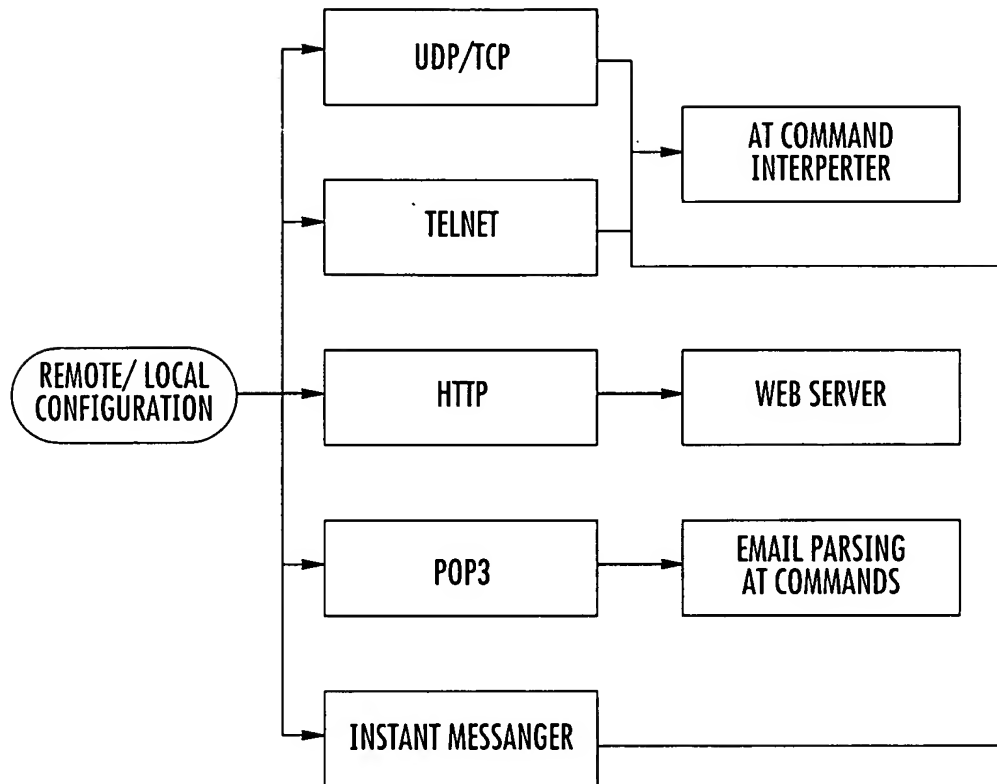 UDP/TCP
AT COMMAND
INTERPERTER
TELNET
REMOTE/ LOCAL
CONFIGURATION
HTTP
WEB SERVER
POP3
EMAIL PARSING
AT COMMANDS
INSTANT MESSANGER